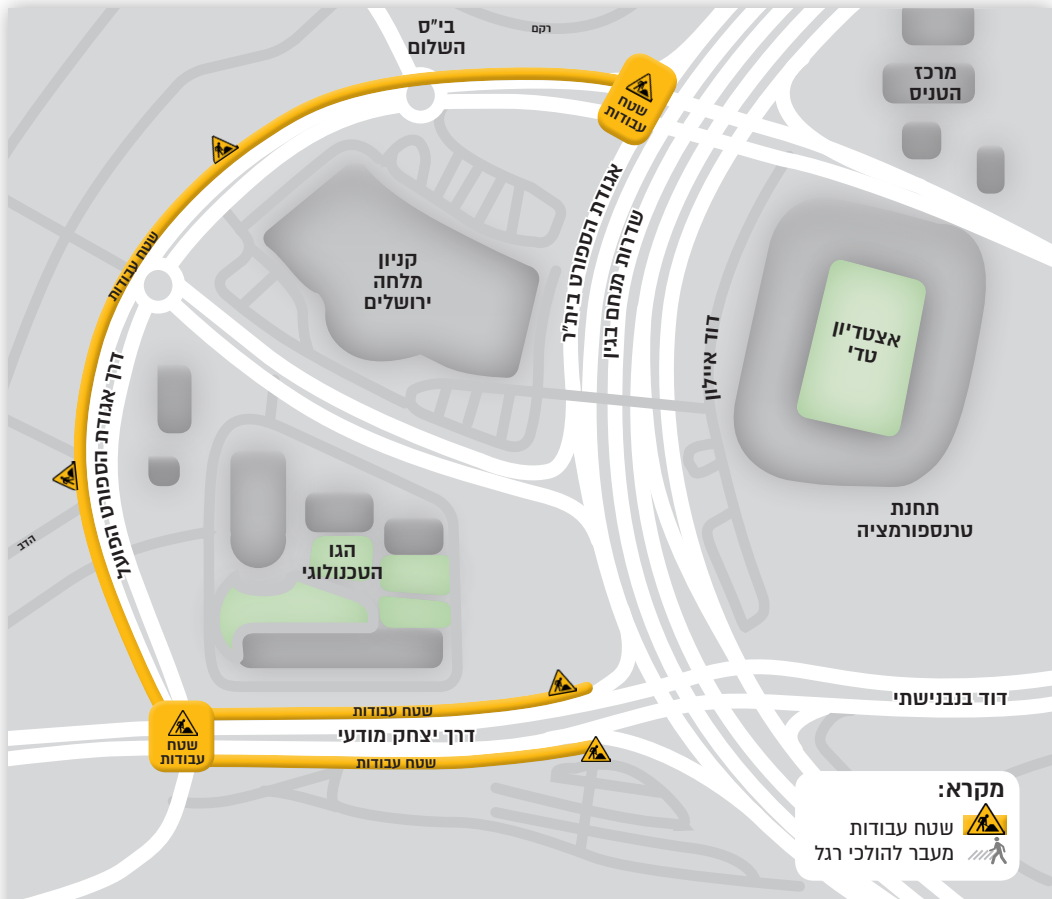 בי"ס
השלום
רקם
מרכז
הטניס
שטח
עבודות
שטח עבודות
אגודת הספורט בית"ר
שדרות מנחם בגין
קניון
מלחה
ירושלים
דוד איילון
אצטדיון
טדי
דרך אגודת הספורט הפועל
תחנת
טרנספורמציה
הדב
הגן
הטכנולוגי
שטח עבודות
דרך יצחק מודעי
שטח עבודות
שטח
עבודות
דוד בנבנישתי
מקרא:
שטח עבודות
מעבר להולכי רגל